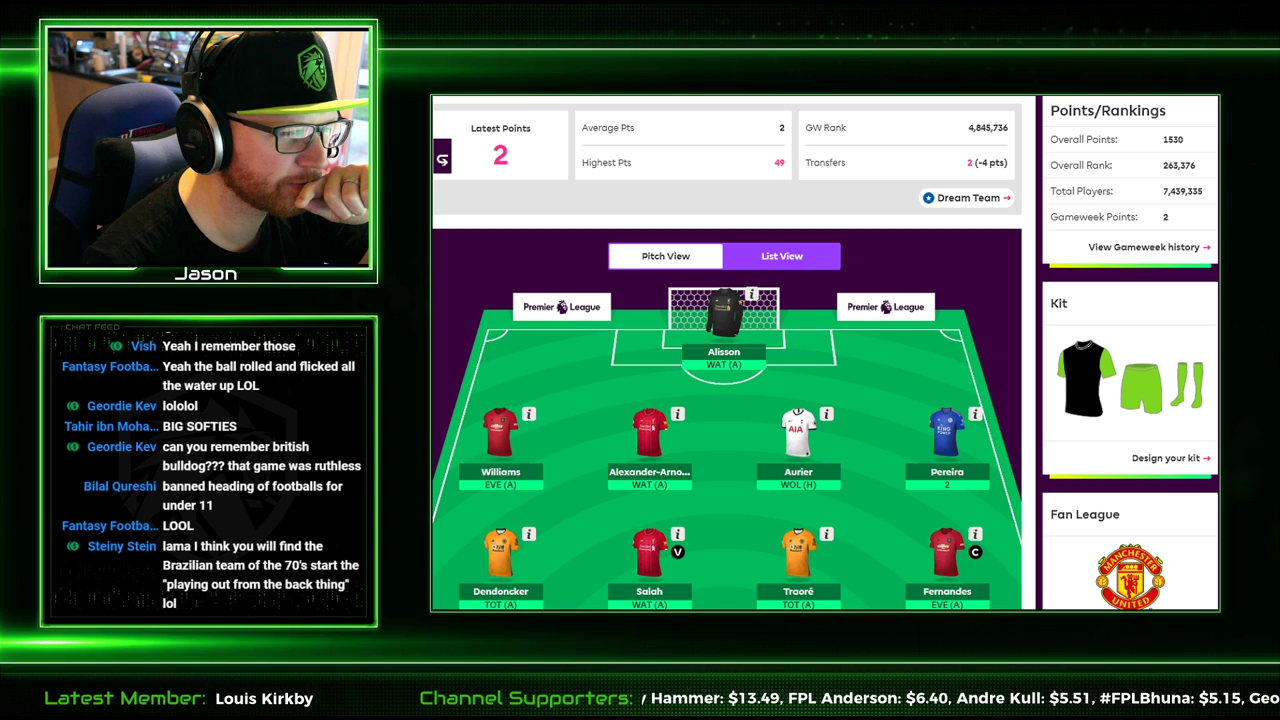 Jason
CHAT FEED
Vish Yeah I remember those
Fantasy Footba... Yeah the ball rolled and flicked all
the water up LOL
Geordie Kev lololol
Tahir ibn Moha... BIG SOFTIES
Geordie Kev can you remember british
bulldog??? that game was ruthless
Bilal Qureshi banned heading of footballs for
under 11
Fantasy Footba... LOOL
Steiny Stein lama I think you will find the
Brazilian team of the 70's start the
"playing out from the back thing"
lol
Latest Points
2
Average Pts 2
Highest Pts 49
GW Rank 4,845,736
Transfers 2 (-4 pts)
Dream Team →
Pitch View
List View
Premier League
Premier League
Alisson
WAT (A)
Williams
EVE (A)
Alexander-Arno...
WAT (A)
AIA
Aurier
WOL (H)
KING POWER
Pereira
2
Dendoncker
TOT (A)
V
Salah
WAT (A)
Traoré
TOT (A)
C
Fernandes
EVE (A)
Points/Rankings
Overall Points: 1530
Overall Rank: 263,376
Total Players: 7,439,335
Gameweek Points: 2
View Gameweek history →
Kit
Design your kit →
Fan League
MANCHESTER
UNITED
Latest Member: Louis Kirkby
Channel Supporters: / Hammer: $13.49, FPL Anderson: $6.40, Andre Kull: $5.51, #FPLBhuna: $5.15, Geo